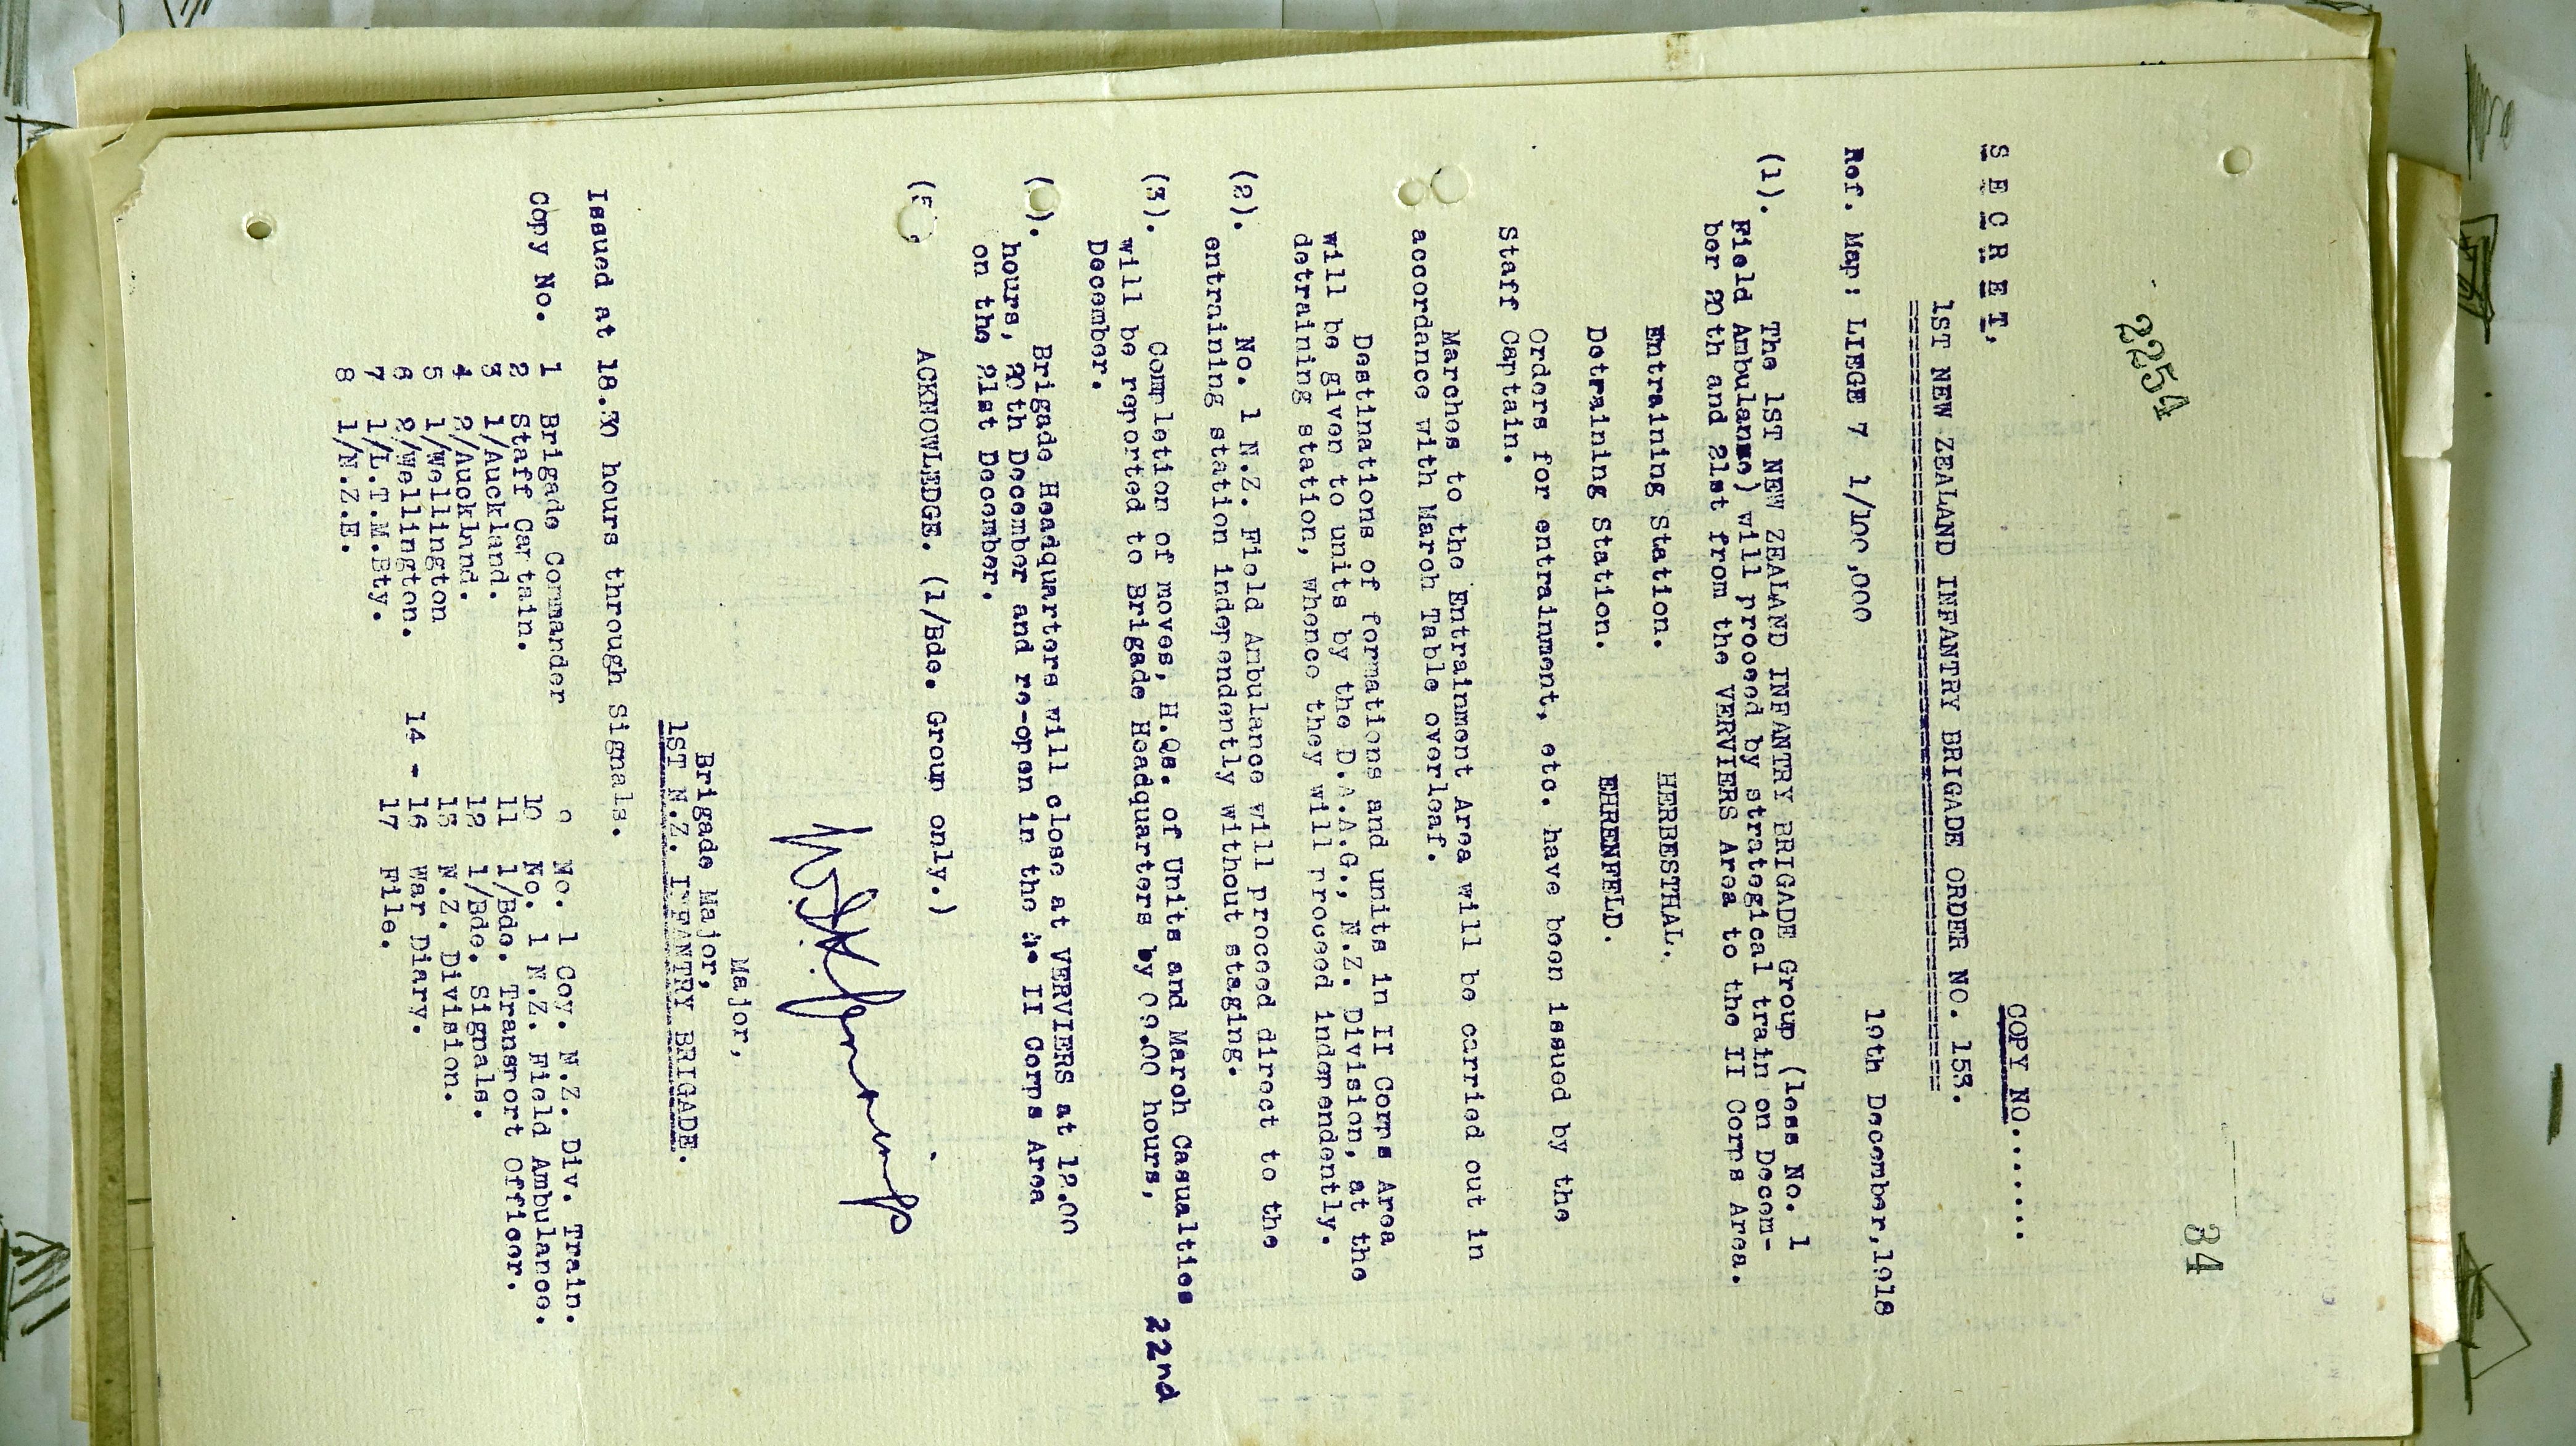 2254
34
S E C R E T,
COPY NO.......
1ST NEW ZEALAND INFANTRY BRIGADE ORDER NO. 153.
===============================
19th December,1918
Ref. Map: LIEGE 7 1/100,000
(1). The 1ST NEW ZEALAND INFANTRY BRIGADE Group (less No. 1
Field Ambulanme) will proceed by strategical train on Decem-
ber 20th and 21st from the VERVIERS Area to the II Corps Area.
Entraining Station. HERBESTHAL.
Detraining Station. EHRENFELD.
Orders for entrainment, etc. have been issued by the
Staff Captain.
Marches to the Entrainment Area will be carried out in
accordance with March Table overleaf.
Destinations of formations and units in II Corps Area
will be given to units by the D.A.A.G., N.Z. Division, at the
detraining station, whence they will proceed independently.
(2). No. 1 N.Z. Field Ambulance will proceed direct to the
entraining station independently without staging.
(3). Completion of moves, H.Qs. of Units and March Casualties
will be reported to Brigade Headquarters by 09.00 hours, 22nd
December.
( ). Brigade Headquarters will close at VERVIERS at 12.00
hours, 20th December and re-open in the II Corps Area
on the 21st December.
(5. ACKNOWLEDGE. (1/Bde. Group only.)
Major,
Brigade Major,
1ST N.Z. INFANTRY BRIGADE.
Issued at 18.30 hours through Signals.
Copy No. 1 Brigade Commander 9 No. 1 Coy. N.Z. Div. Train.
2 Staff Captain. 10 No. 1 N.Z. Field Ambulance.
3 1/Auckland. 11 1/Bde. Transport Officer.
4 2/Auckland. 12 1/Bde. Signals.
5 1/Wellington 13 N.Z. Division.
6 2/Wellington. 14 - 16 War Diary.
7 1/L.T.M.Bty. 17 File.
8 1/N.Z.E.